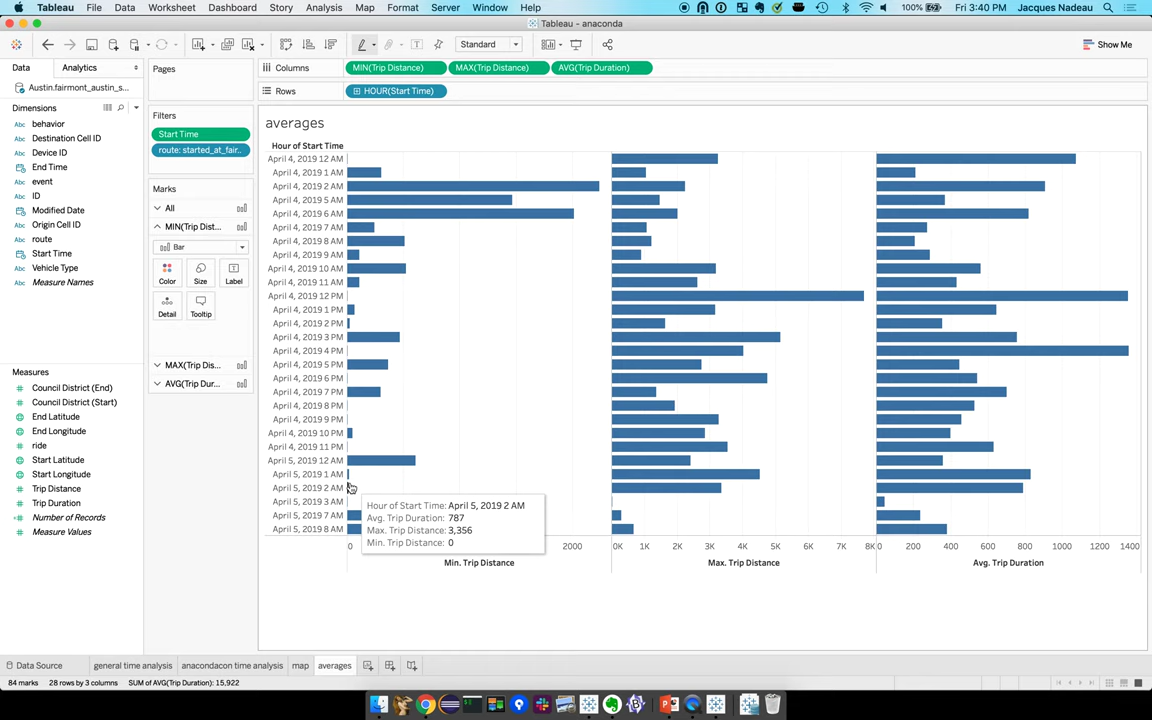 Tableau File Data Worksheet Dashboard Story Analysis Map Format Server Window Help 100% Fri 3:40 PM Jacques Nadeau
Tableau - anaconda
Standard Show Me
Data Analytics Pages Columns MIN(Trip Distance) MAX(Trip Distance) AVG(Trip Duration)
Austin.fairmont_austin_s... Rows HOUR(Start Time)
Dimensions Filters
averages
Abc behavior Start Time
Abc Destination Cell ID route: started_at_fair..
Hour of Start Time
Abc Device ID
End Time
Abc event
Abc ID
Modified Date
Abc Origin Cell ID
Abc route
Start Time
Abc Vehicle Type
Abc Measure Names
Marks
All
MIN(Trip Dist...
Bar
Color Size Label
Detail Tooltip
MAX(Trip Dis...
AVG(Trip Dur...
Measures
Council District (End)
Council District (Start)
End Latitude
End Longitude
ride
Start Latitude
Start Longitude
Trip Distance
Trip Duration
Number of Records
Measure Values
April 4, 2019 12 AM
April 4, 2019 1 AM
April 4, 2019 2 AM
April 4, 2019 5 AM
April 4, 2019 6 AM
April 4, 2019 7 AM
April 4, 2019 8 AM
April 4, 2019 9 AM
April 4, 2019 10 AM
April 4, 2019 11 AM
April 4, 2019 12 PM
April 4, 2019 1 PM
April 4, 2019 2 PM
April 4, 2019 3 PM
April 4, 2019 4 PM
April 4, 2019 5 PM
April 4, 2019 6 PM
April 4, 2019 7 PM
April 4, 2019 8 PM
April 4, 2019 9 PM
April 4, 2019 10 PM
April 4, 2019 11 PM
April 5, 2019 12 AM
April 5, 2019 1 AM
April 5, 2019 2 AM
April 5, 2019 3 AM
April 5, 2019 7 AM
April 5, 2019 8 AM
Hour of Start Time: April 5, 2019 2 AM
Avg. Trip Duration: 787
Max. Trip Distance: 3,356
Min. Trip Distance: 0
0 2000 0K 1K 2K 3K 4K 5K 6K 7K 8K 0 200 400 600 800 1000 1200 1400
Min. Trip Distance Max. Trip Distance Avg. Trip Duration
Data Source general time analysis anacondacon time analysis map averages
84 marks 28 rows by 3 columns SUM of AVG(Trip Duration): 15,922